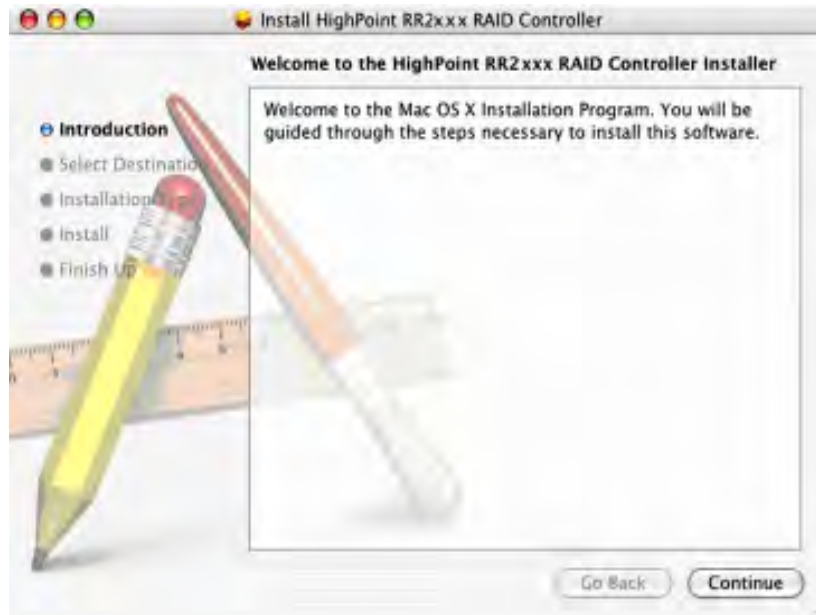 Install HighPoint RR2xxx RAID Controller
Welcome to the HighPoint RR2xxx RAID Controller Installer
Introduction
Select Destination
Installation Type
Install
Finish Up
Welcome to the Mac OS X Installation Program. You will be
guided through the steps necessary to install this software.
Go Back
Continue